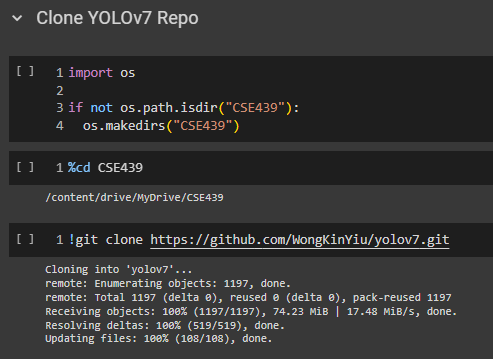 Clone YOLOv7 Repo
[ ] 1 import os
2
3 if not os.path.isdir("CSE439"):
4   os.makedirs("CSE439")
[ ] 1 %cd CSE439
/content/drive/MyDrive/CSE439
[ ] 1 !git clone https://github.com/WongKinYiu/yolov7.git
Cloning into 'yolov7'...
remote: Enumerating objects: 1197, done.
remote: Total 1197 (delta 0), reused 0 (delta 0), pack-reused 1197
Receiving objects: 100% (1197/1197), 74.23 MiB | 17.48 MiB/s, done.
Resolving deltas: 100% (519/519), done.
Updating files: 100% (108/108), done.